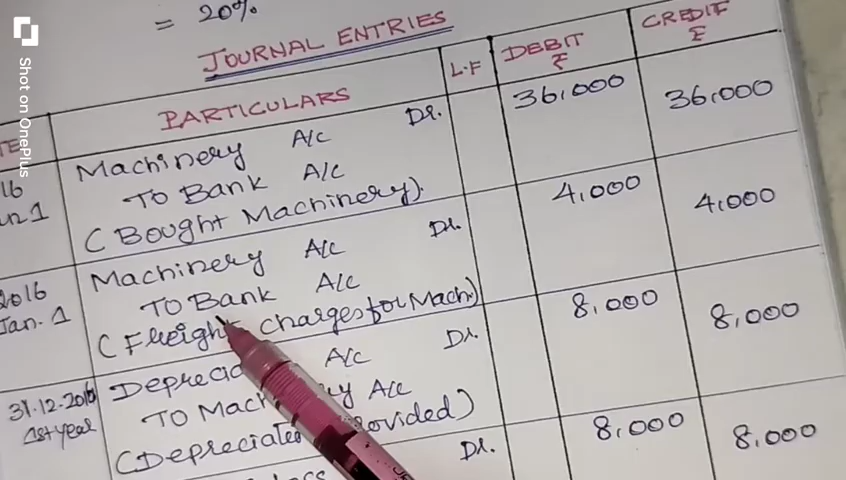 = 20%
JOURNAL ENTRIES
PARTICULARS L.F DEBIT ₹ CREDIT ₹
Machinery A/c Dr. 36,000 36,000
To Bank A/c
(Bought Machinery).
Machinery A/c Dr. 4,000 4,000
2016
Jan. 1
To Bank A/c
(Freight charges for Mach.)
31.12.2016
1st year
A/c Dr. 8,000 8,000
To A/c
Dr. 8,000 8,000
Shot on OnePlus